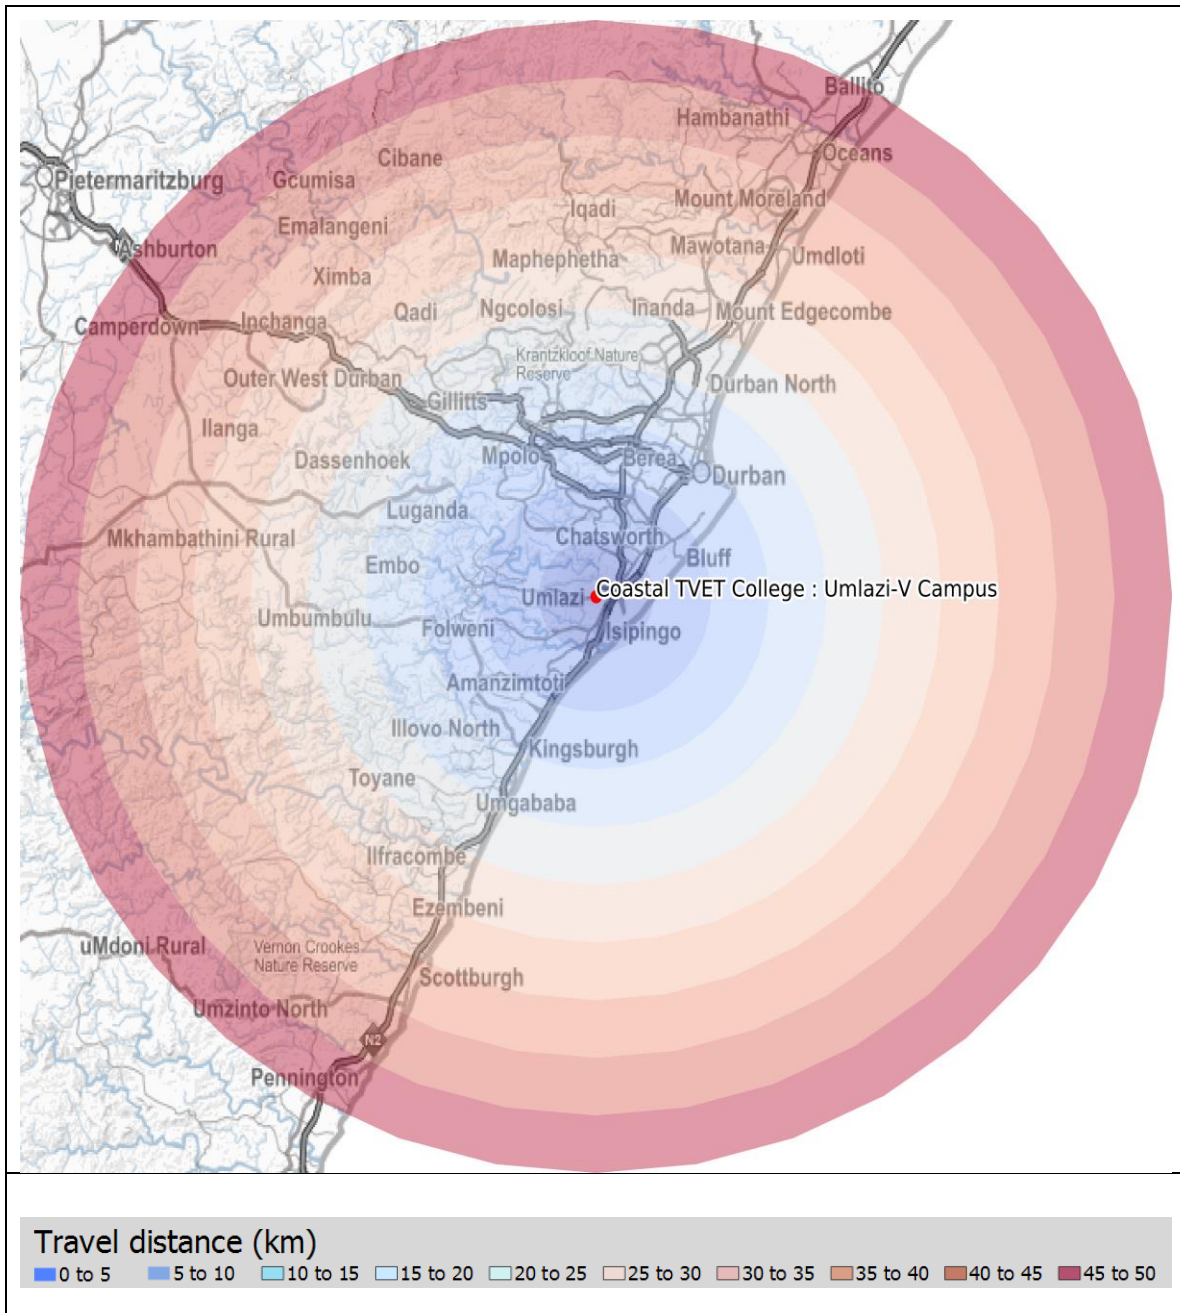 Ballito
Hambanathi
Oceans
Cibane
Gcumisa
Pietermaritzburg
Mount Moreland
Iqadi
Emalangeni
Mawotana
Ashburton
Umdloti
Maphephetha
Ximba
Qadi
Ngcolosi
Inanda
Mount Edgecombe
Camperdown
Inchanga
Krantzkloof Nature
Reserve
Outer West Durban
Durban North
Gillitts
Ilanga
Dassenhoek
Mpolo
Berea
Durban
Luganda
Chatsworth
Mkhambathini Rural
Bluff
Embo
Coastal TVET College : Umlazi-V Campus
Umlazi
Umbumbulu
Folweni
Isipingo
Amanzimtoti
Illovo North
Kingsburgh
Toyane
Umgababa
Ilfracombe
Ezembeni
uMdoni Rural
Vernon Crookes
Nature Reserve
Scottburgh
Umzinto North
N2
Pennington
Travel distance (km)
0 to 5 5 to 10 10 to 15 15 to 20 20 to 25 25 to 30 30 to 35 35 to 40 40 to 45 45 to 50